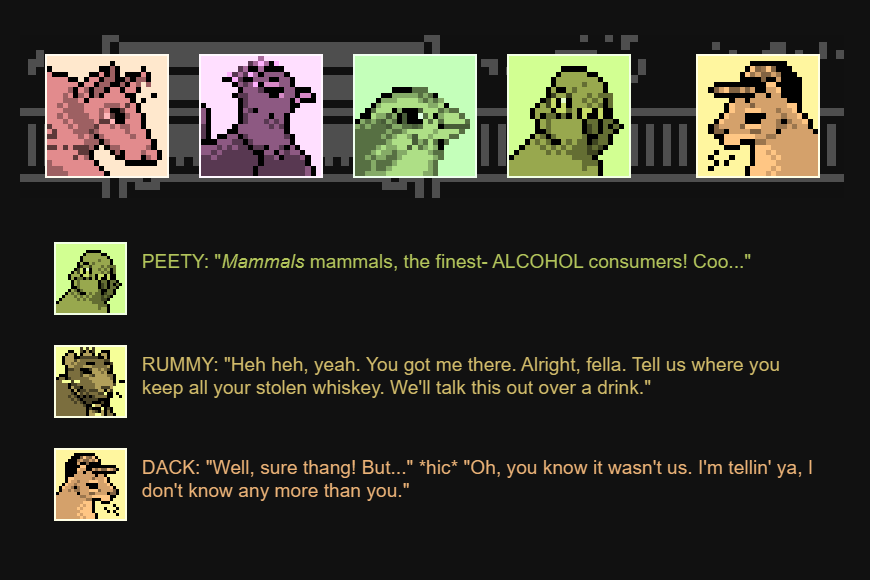 PEETY: "Mammals mammals, the finest- ALCOHOL consumers! Coo..."
RUMMY: "Heh heh, yeah. You got me there. Alright, fella. Tell us where you
keep all your stolen whiskey. We'll talk this out over a drink."
DACK: "Well, sure thang! But..." *hic* "Oh, you know it wasn't us. I'm tellin' ya, I
don't know any more than you."